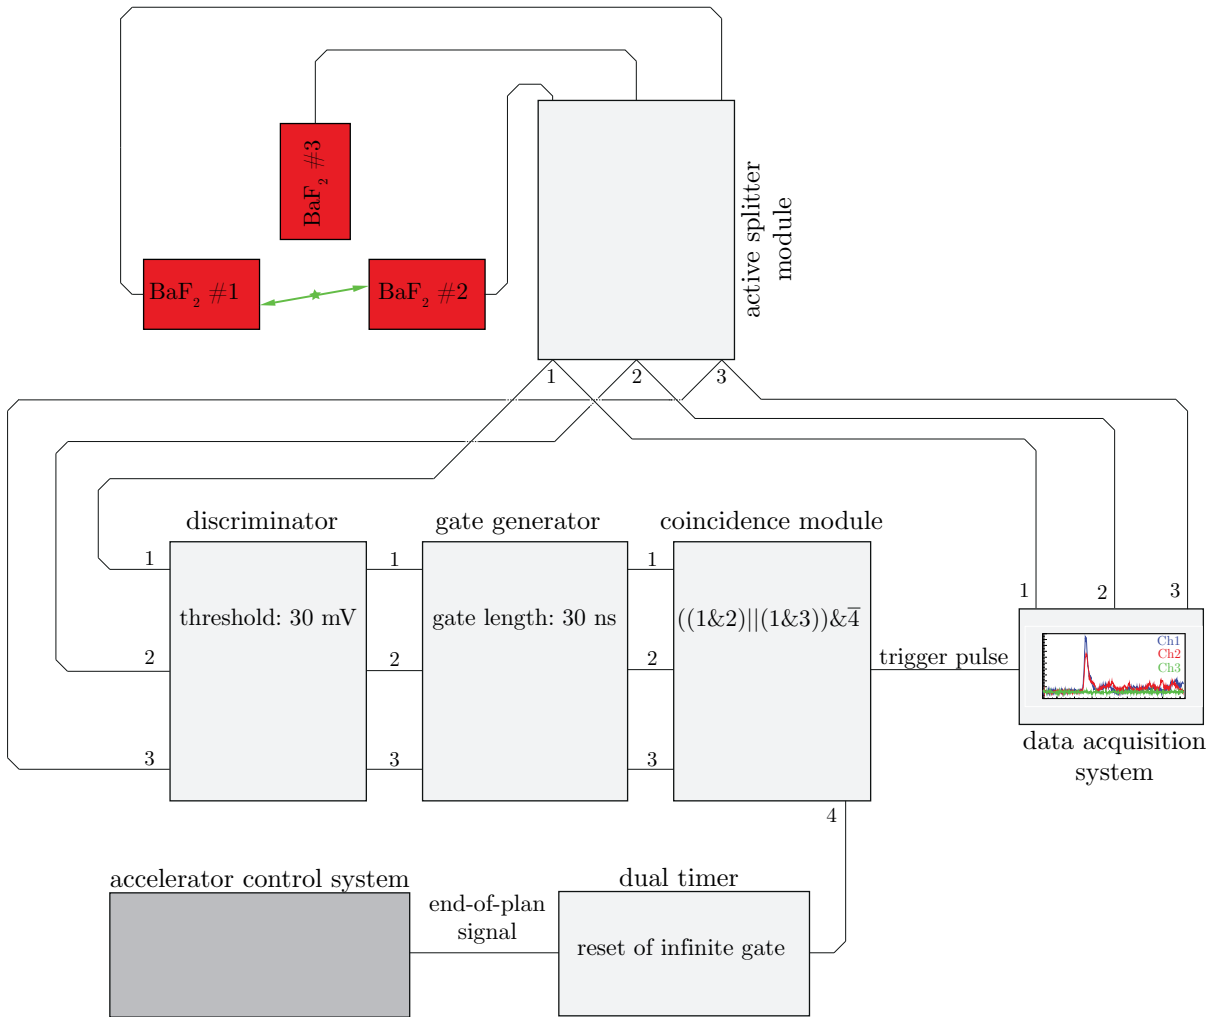 BaF₂ #3
BaF₂ #1
BaF₂ #2
active splitter
module
1
2
3
discriminator
gate generator
coincidence module
1
1
1
1
2
3
threshold: 30 mV
gate length: 30 ns
((1&2)||(1&3))&4̅
2
2
2
trigger pulse
Ch1
Ch2
Ch3
3
3
3
data acquisition
system
4
accelerator control system
dual timer
end-of-plan
signal
reset of infinite gate